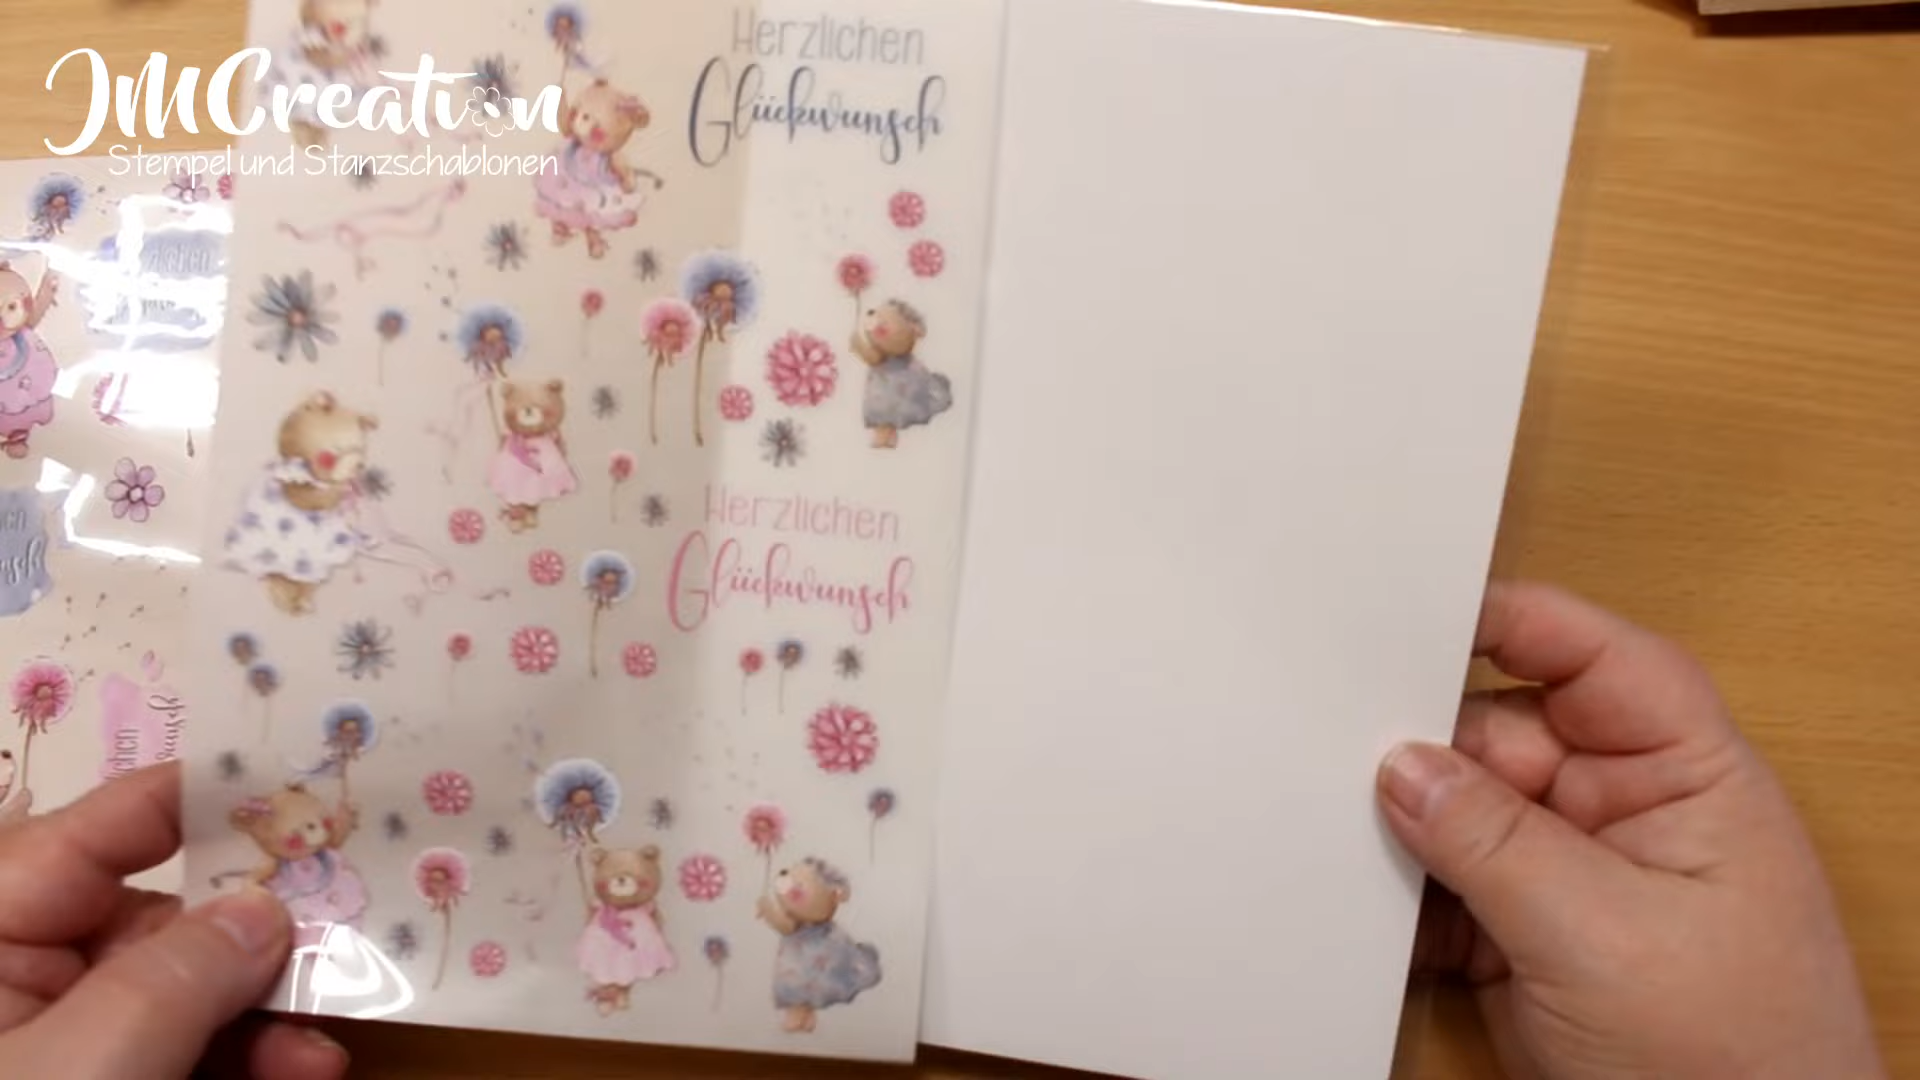 JMCreation
Stempel und Stanzschablonen
Herzlichen
Glückwunsch
Herzlichen
Glückwunsch